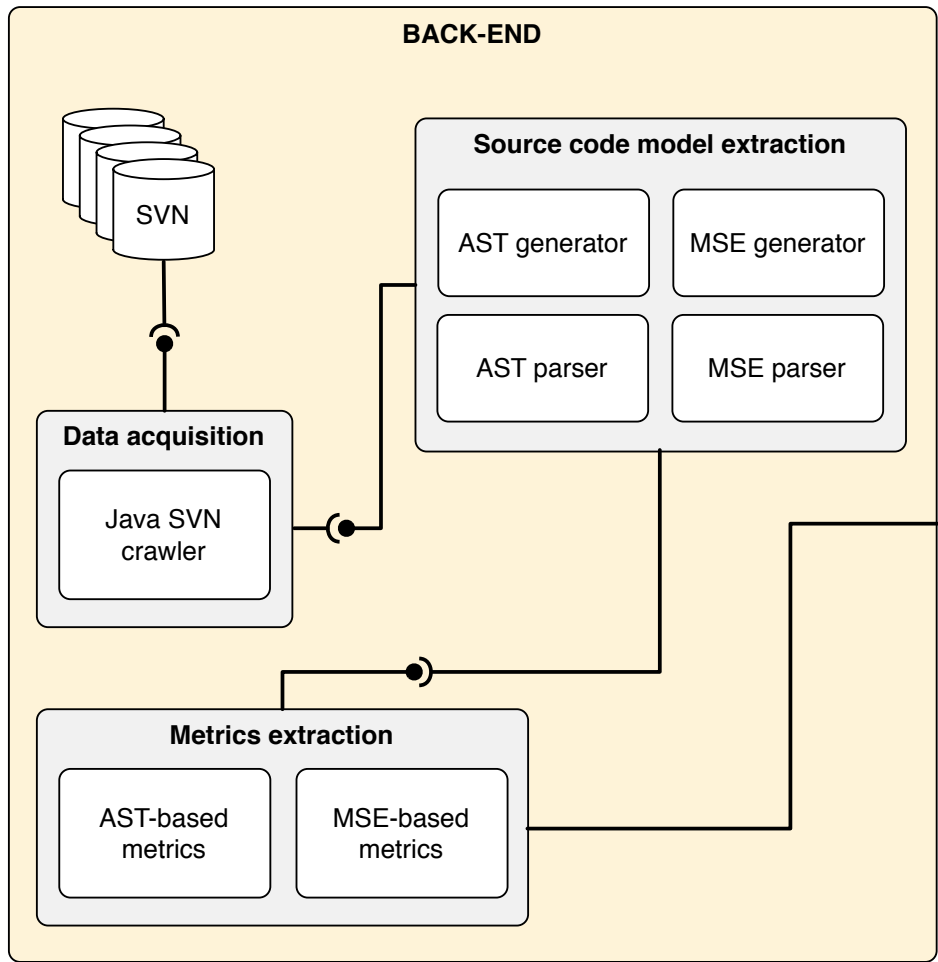 BACK-END
SVN
Source code model extraction
AST generator
MSE generator
AST parser
MSE parser
Data acquisition
Java SVN
crawler
Metrics extraction
AST-based
metrics
MSE-based
metrics